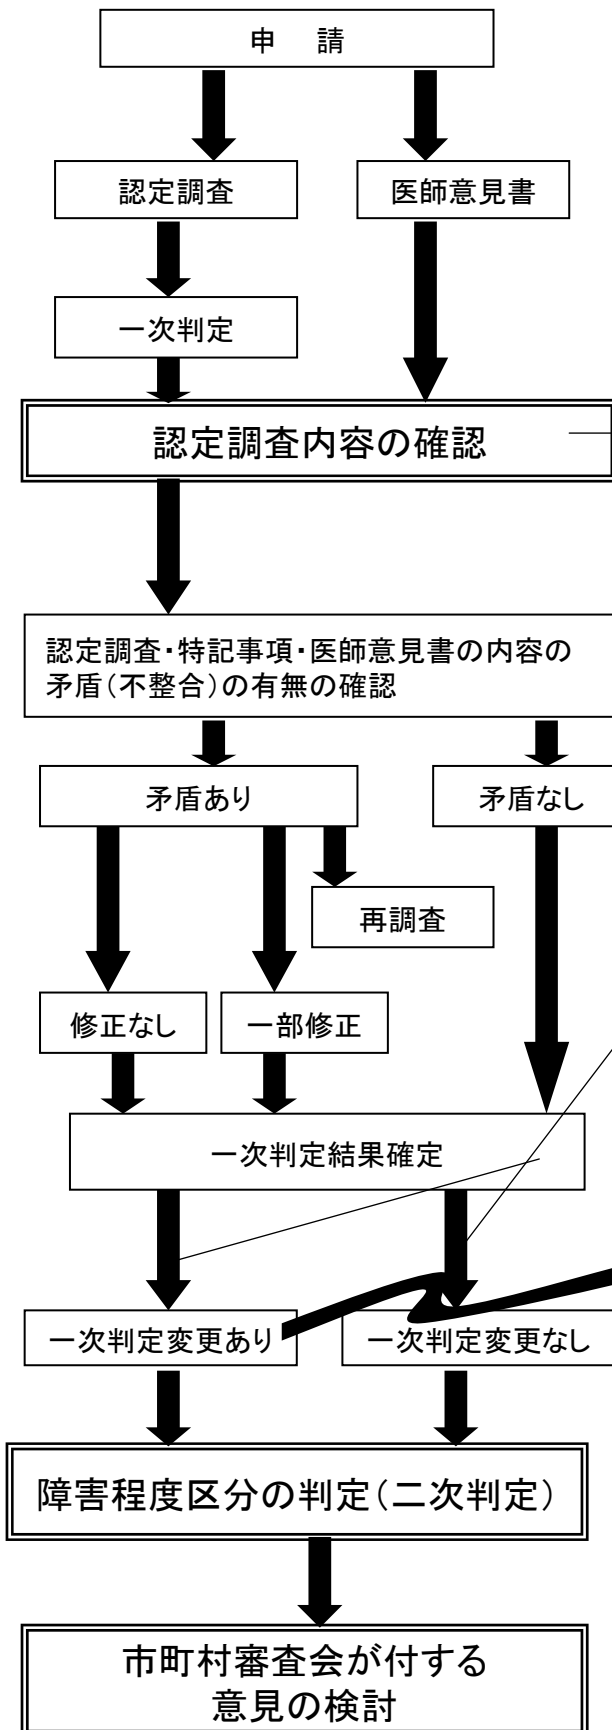 申　請
認定調査
医師意見書
一次判定
認定調査内容の確認
認定調査・特記事項・医師意見書の内容の
矛盾（不整合）の有無の確認
矛盾あり
矛盾なし
再調査
修正なし
一部修正
一次判定結果確定
一次判定変更あり
一次判定変更なし
障害程度区分の判定（二次判定）
市町村審査会が付する
意見の検討